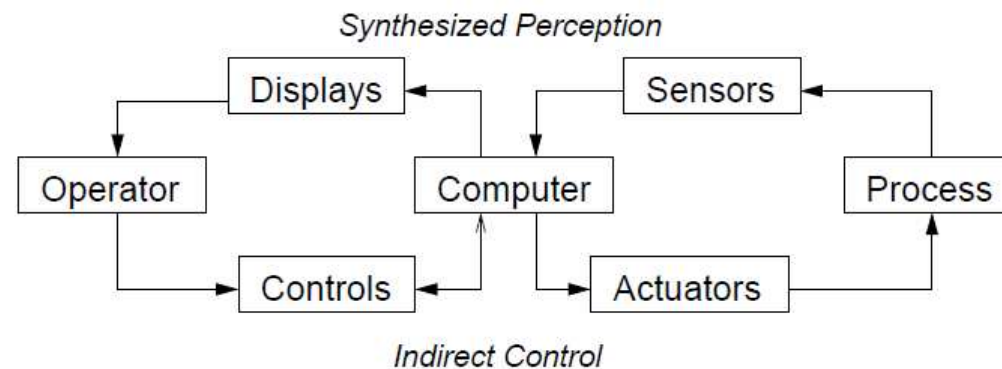 Synthesized Perception
Displays
Sensors
Operator
Computer
Process
Controls
Actuators
Indirect Control